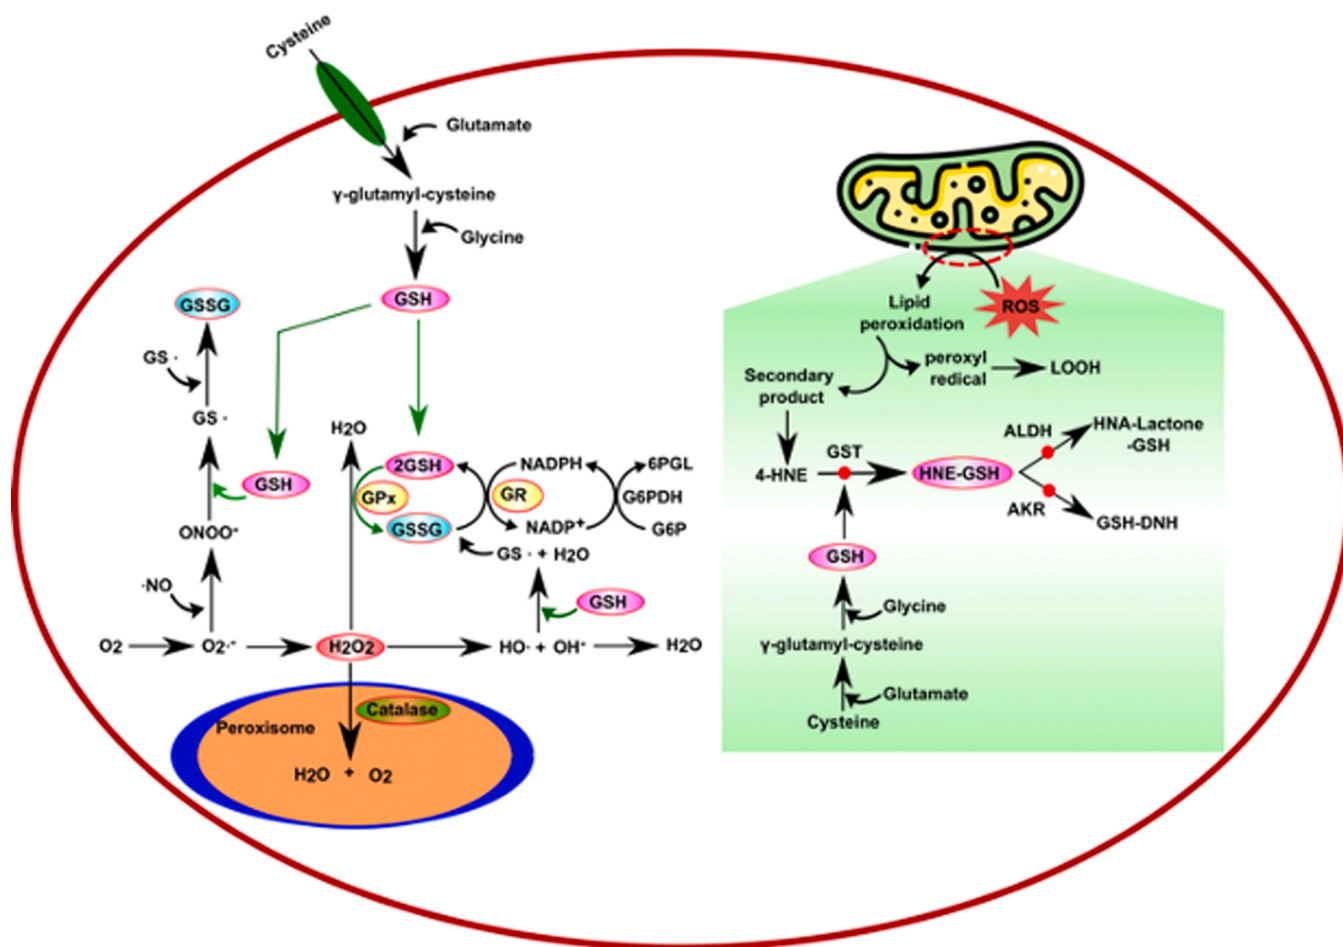 Cysteine
Glutamate
γ-glutamyl-cysteine
Glycine
GSH
GSSG
GS ·
GS ·
GSH
ONOO⁻
·NO
O2
O2·⁻
H2O2
HO· + OH⁻
H2O
H2O
2GSH
GPx
GSSG
NADPH
GR
NADP⁺
6PGL
G6PDH
G6P
GS · + H2O
GSH
Catalase
Peroxisome
H2O + O2
ROS
Lipid
peroxidation
peroxyl
redical
LOOH
Secondary
product
4-HNE
GST
HNE-GSH
ALDH
HNA-Lactone
-GSH
AKR
GSH-DNH
GSH
Glycine
γ-glutamyl-cysteine
Glutamate
Cysteine